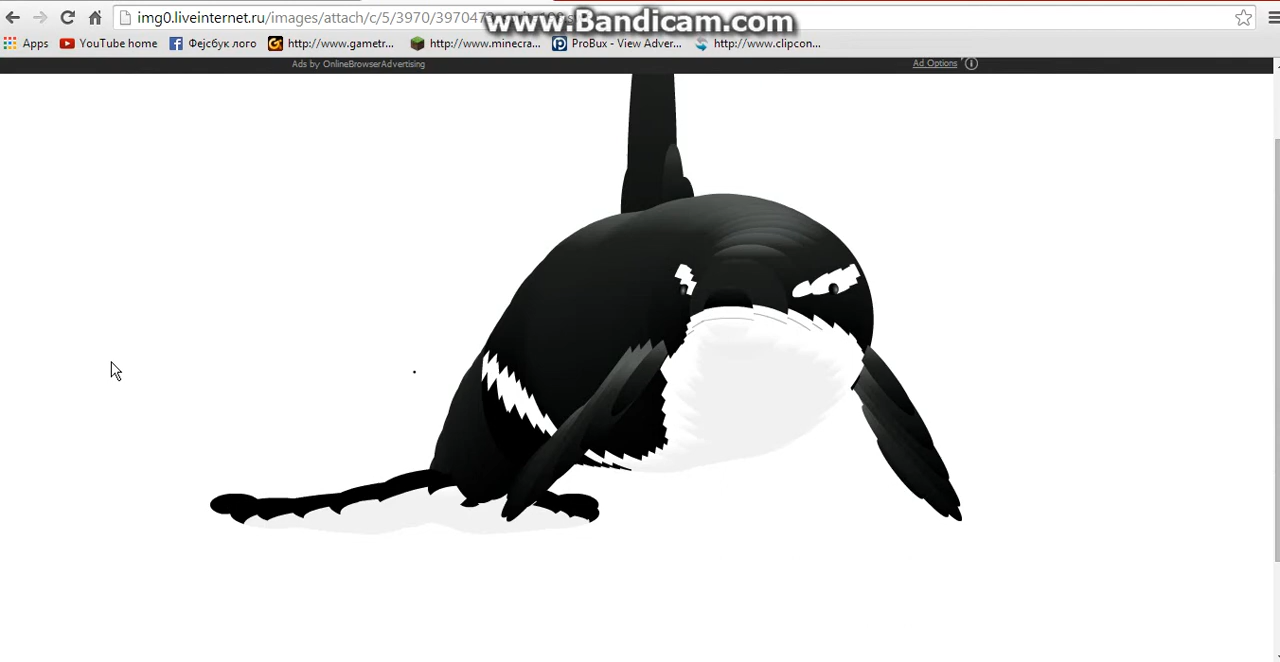 img0.liveinternet.ru/images/attach/c/5/3970/397047
www.Bandicam.com
Apps YouTube home Фејсбук лого http://www.gametr... http://www.minecra... ProBux - View Adver... http://www.clipcon...
Ads by OnlineBrowserAdvertising Ad Options